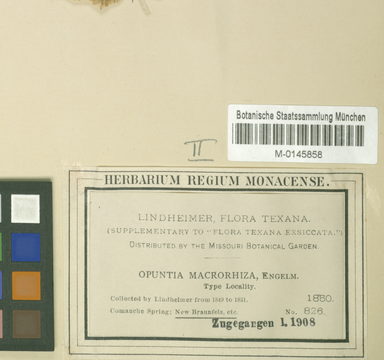 Botanische Staatssammlung München
M-0145858
II
HERBARIUM REGIUM MONACENSE.
LINDHEIMER, FLORA TEXANA.
(SUPPLEMENTARY TO "FLORA TEXANA EXSICCATA.")
DISTRIBUTED BY THE MISSOURI BOTANICAL GARDEN.
OPUNTIA MACRORHIZA, ENGELM.
Type Locality.
Collected by Lindheimer from 1849 to 1851. 1850.
Comanche Spring; New Braunfels, etc. No. 826.
Zugegangen 1,1908